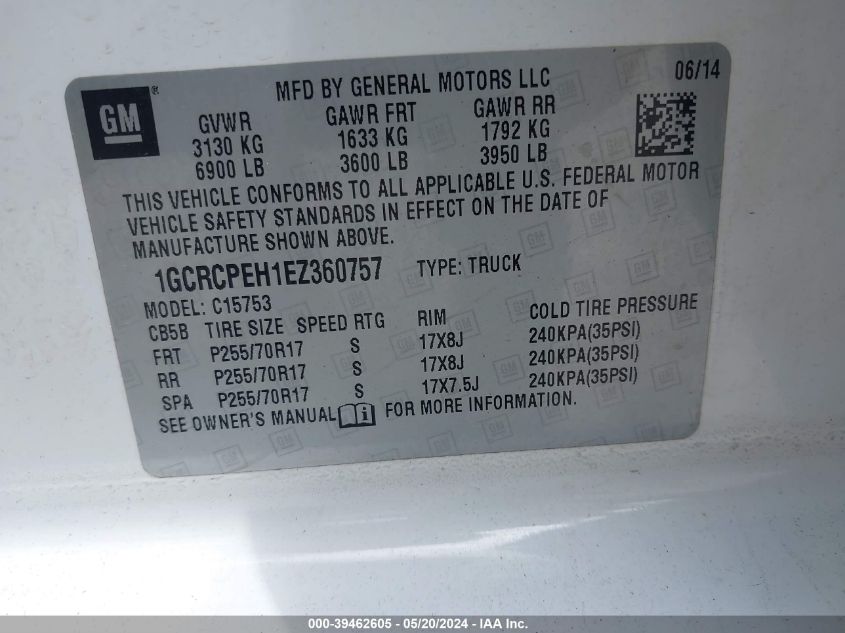 GM®
MFD BY GENERAL MOTORS LLC
06/14
GVWR GAWR FRT GAWR RR
3130 KG 1633 KG 1792 KG
6900 LB 3600 LB 3950 LB
THIS VEHICLE CONFORMS TO ALL APPLICABLE U.S. FEDERAL MOTOR
VEHICLE SAFETY STANDARDS IN EFFECT ON THE DATE OF
MANUFACTURE SHOWN ABOVE.
1GCRCPEH1EZ360757 TYPE: TRUCK
MODEL: C15753
CB5B TIRE SIZE SPEED RTG RIM COLD TIRE PRESSURE
FRT P255/70R17 S 17X8J 240KPA(35PSI)
RR P255/70R17 S 17X8J 240KPA(35PSI)
SPA P255/70R17 S 17X7.5J 240KPA(35PSI)
SEE OWNER'S MANUAL i FOR MORE INFORMATION.
000-39462605 - 05/20/2024 - IAA Inc.